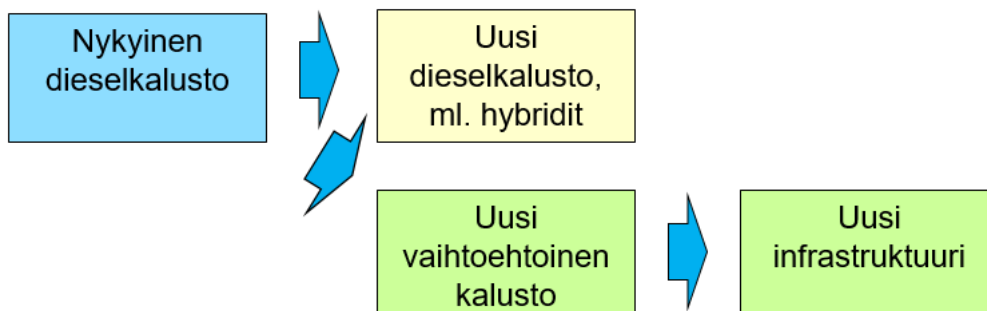 Nykyinen
dieselkalusto
Uusi
dieselkalusto,
ml. hybridit
Uusi
vaihtoehtoinen
kalusto
Uusi
infrastruktuuri